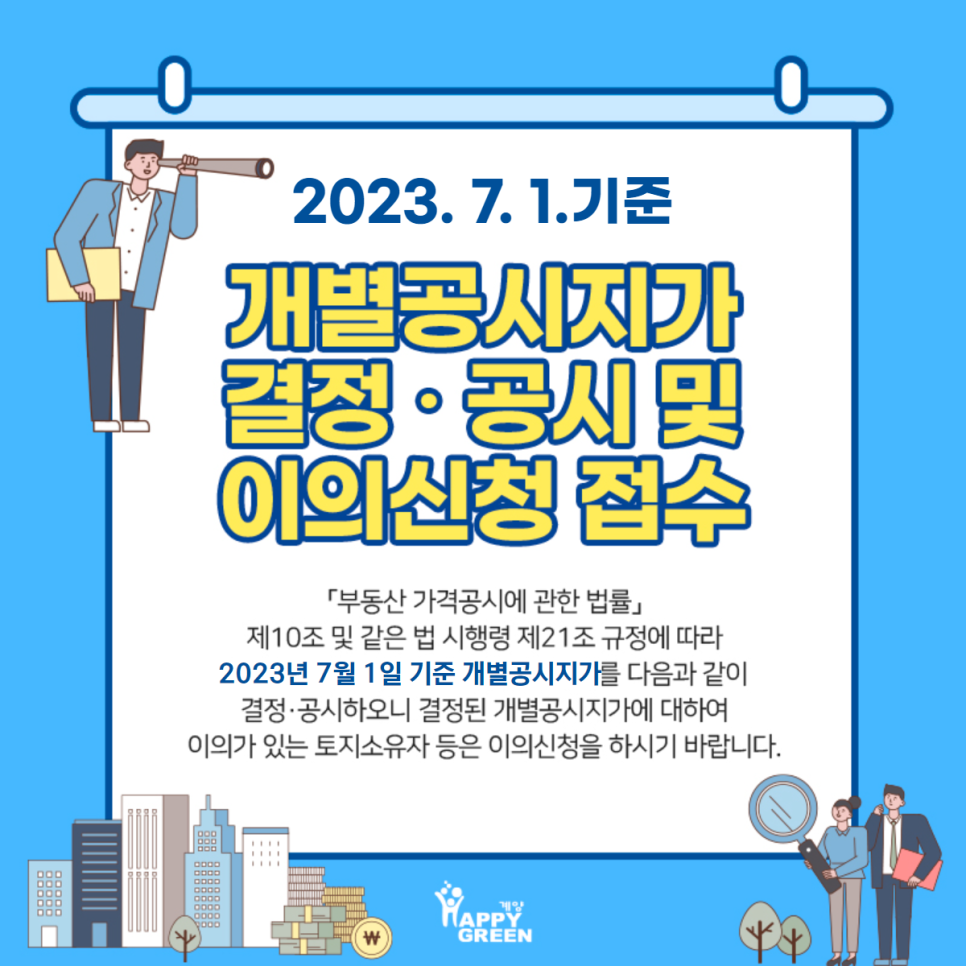 2023. 7. 1.기준
개별공시지가
결정·공시 및
이의신청 접수
「부동산 가격공시에 관한 법률」
제10조 및 같은 법 시행령 제21조 규정에 따라
2023년 7월 1일 기준 개별공시지가를 다음과 같이
결정·공시하오니 결정된 개별공시지가에 대하여
이의가 있는 토지소유자 등은 이의신청을 하시기 바랍니다.
₩
계양
HAPPY
GREEN